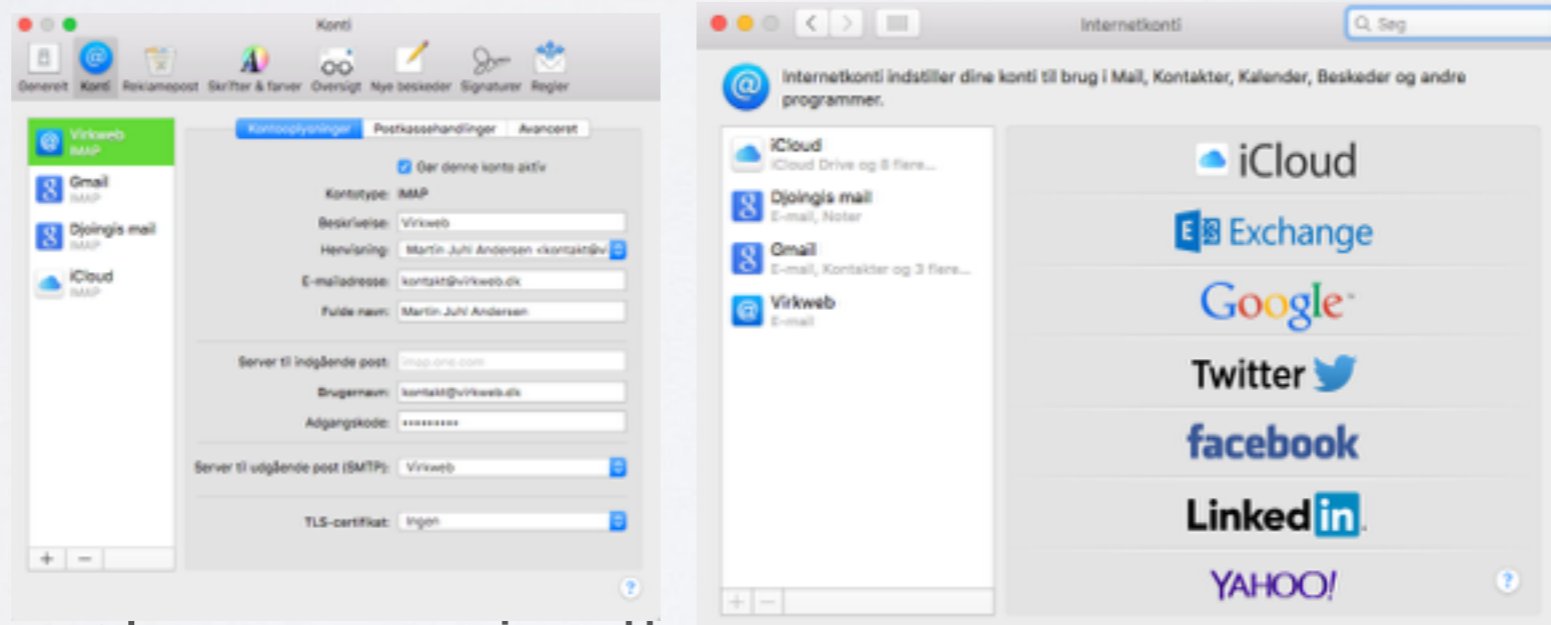 Konti
Generelt Konti Reklamepost Skrifter & farver Oversigt Nye beskeder Signaturer Regler
Virkweb
IMAP
Gmail
IMAP
Djoingis mail
IMAP
iCloud
IMAP
Kontooplysninger Postkassehandlinger Avanceret
Gør denne konto aktiv
Kontotype: IMAP
Beskrivelse: Virkweb
Henvisning: Martin Juhl Andersen <kontakt@vi
E-mailadresse: kontakt@virkweb.dk
Fulde navn: Martin Juhl Andersen
Server til indgående post: imap.one.com
Brugernavn: kontakt@virkweb.dk
Adgangskode: •••••••••
Server til udgående post (SMTP): Virkweb
TLS-certifikat: Ingen
+ −
?
Internetkonti
Søg
Internetkonti indstiller dine konti til brug i Mail, Kontakter, Kalender, Beskeder og andre
programmer.
iCloud
iCloud Drive og 8 flere...
Djoingis mail
E-mail, Noter
Gmail
E-mail, Kontakter og 3 flere...
Virkweb
E-mail
+ −
iCloud
Exchange
Google
Twitter
facebook
Linked in
YAHOO!
?